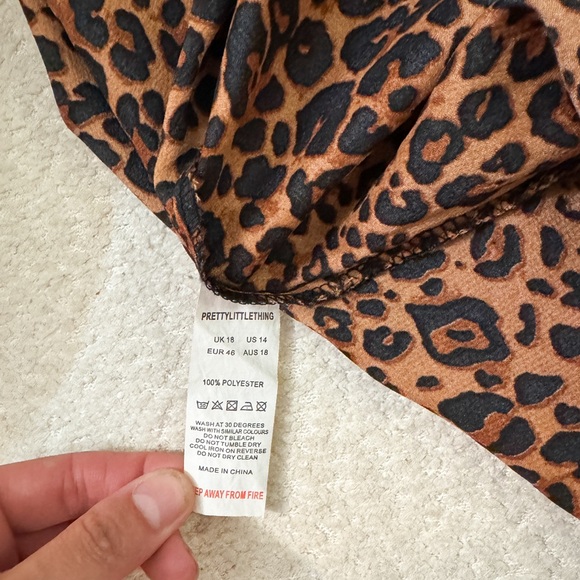 PRETTYLITTLETHING
UK 18 US 14
EUR 46 AUS 18
100% POLYESTER
WASH AT 30 DEGREES
WASH WITH SIMILAR COLOURS
DO NOT BLEACH
DO NOT TUMBLE DRY
COOL IRON ON REVERSE
DO NOT DRY CLEAN
MADE IN CHINA
EP AWAY FROM FIRE